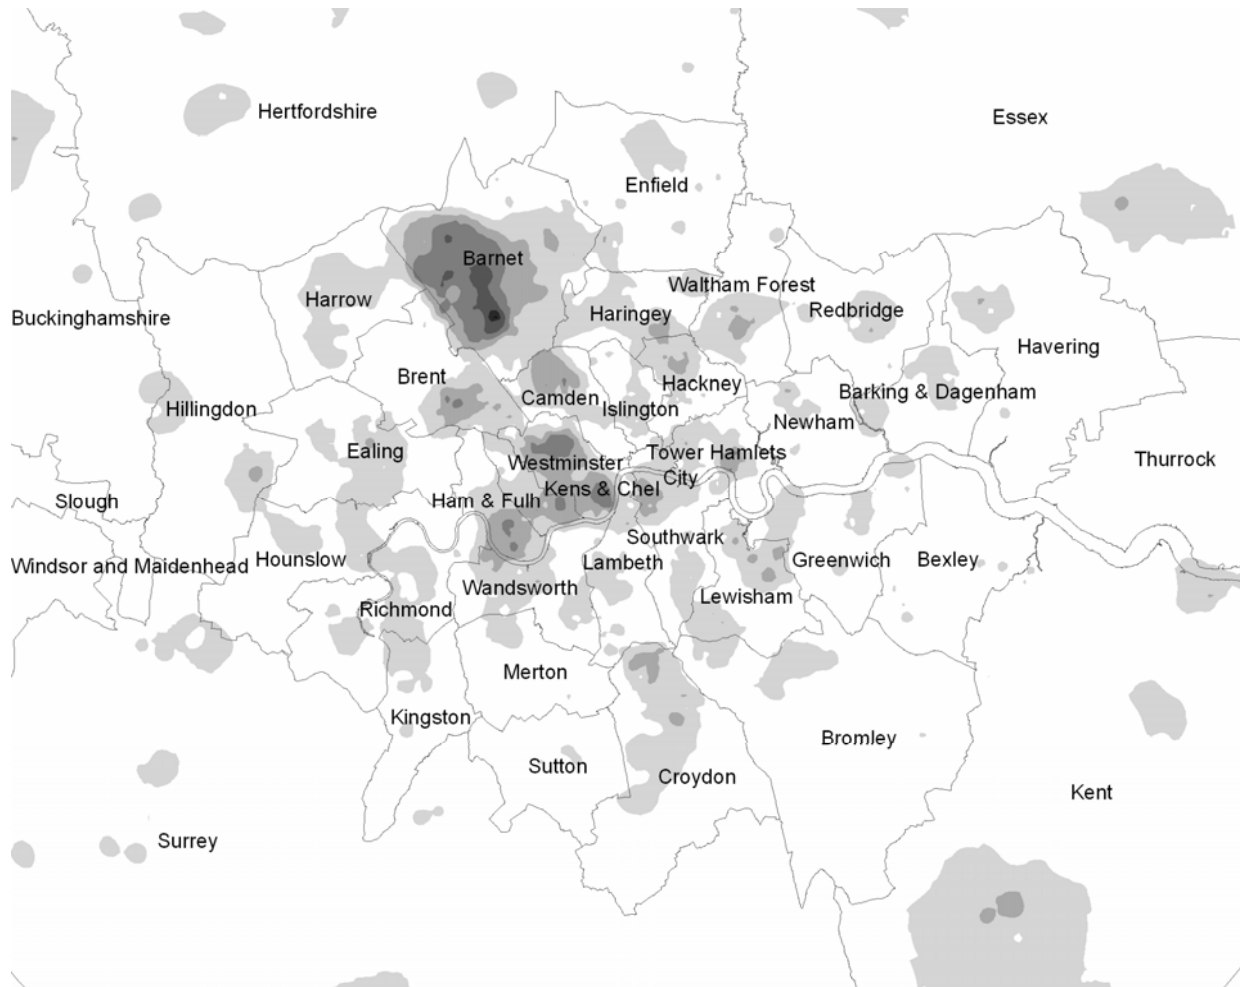 Hertfordshire
Essex
Enfield
Barnet
Waltham Forest
Harrow
Redbridge
Haringey
Buckinghamshire
Havering
Brent
Hackney
Barking & Dagenham
Camden
Islington
Hillingdon
Newham
Ealing
Tower Hamlets
Westminster
Thurrock
City
Kens & Chel
Slough
Ham & Fulh
Southwark
Hounslow
Greenwich
Bexley
Lambeth
Windsor and Maidenhead
Wandsworth
Lewisham
Richmond
Merton
Kingston
Bromley
Sutton
Croydon
Kent
Surrey